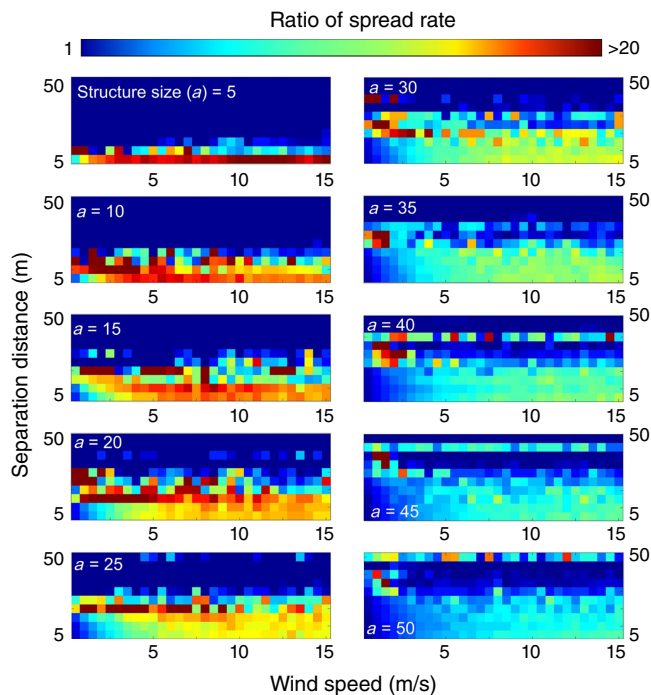 Ratio of spread rate
1 >20
50 Structure size (a) = 5 a = 30 50
5 5
5 10 15 5 10 15
50 a = 10 a = 35 50
5 5
5 10 15 5 10 15
50 a = 15 a = 40 50
5 5
5 10 15 5 10 15
50 a = 20 a = 45 50
5 5
5 10 15 5 10 15
50 a = 25 a = 50 50
5 5
5 10 15 5 10 15
Separation distance (m)
Wind speed (m/s)